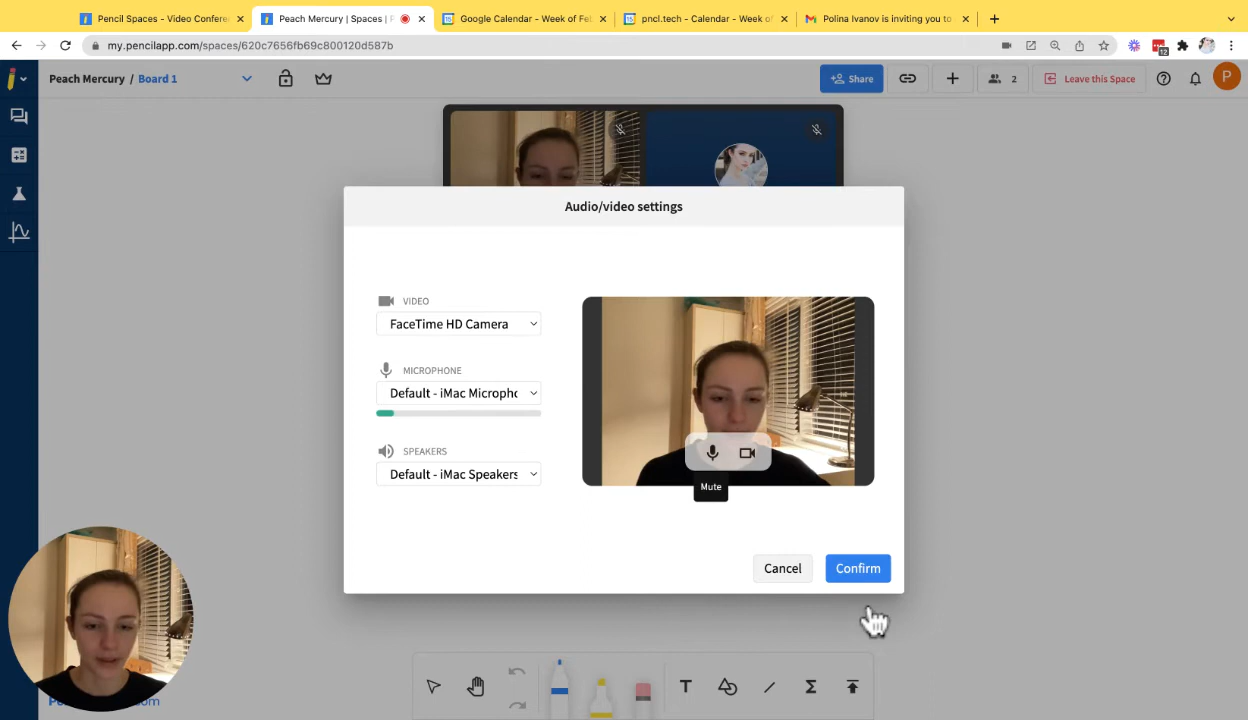 Pencil Spaces - Video Confere
Peach Mercury | Spaces | P
Google Calendar - Week of Fe
pncl.tech - Calendar - Week of
Polina Ivanov is inviting you to
my.pencilapp.com/spaces/620c7656fb69c800120d587b
12
Peach Mercury / Board 1
Share
2
Leave this Space
P
Audio/video settings
VIDEO
FaceTime HD Camera
MICROPHONE
Default - iMac Micropho
SPEAKERS
Default - iMac Speakers
Mute
Cancel
Confirm
T
Σ